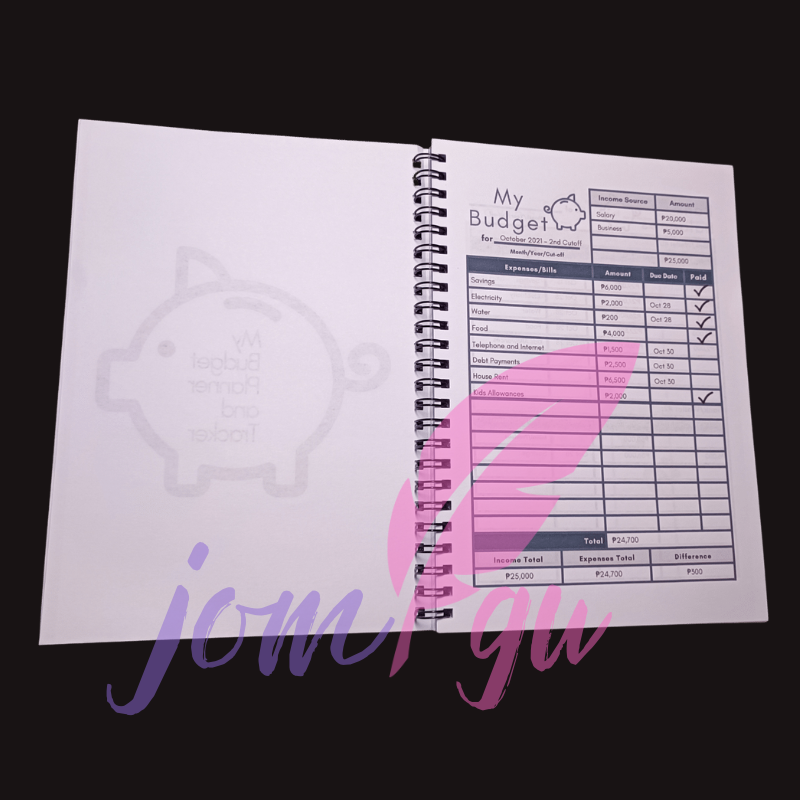 My
Budget
Planner
and
Tracker
My
Budget
for October 2021 - 2nd Cutoff
Month/Year/Cut-off
Income Source Amount
Salary ₱20,000
Business ₱5,000
₱25,000
Expenses/Bills Amount Due Date Paid
Savings ₱6,000 ✓
Electricity ₱2,000 Oct 28 ✓
Water ₱200 Oct 28 ✓
Food ₱4,000 ✓
Telephone and Internet ₱1,500 Oct 30
Debt Payments ₱2,500 Oct 30
House Rent ₱6,500 Oct 30
Kids Allowances ₱2,000 ✓
Total ₱24,700
Income Total Expenses Total Difference
₱25,000 ₱24,700 ₱300